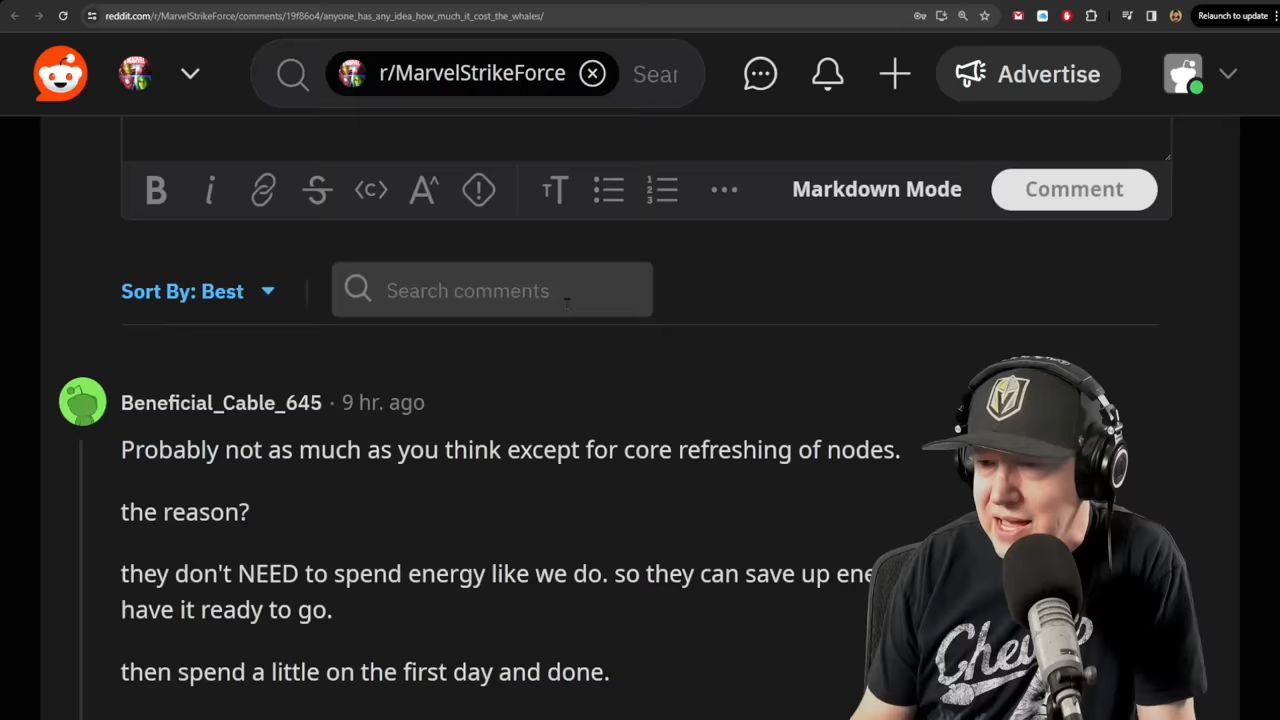 reddit.com/r/MarvelStrikeForce/comments/19f86o4/anyone_has_any_idea_how_much_it_cost_the_whales/
Relaunch to update
r/MarvelStrikeForce
Sear
Advertise
Markdown Mode
Comment
Sort By: Best
Search comments
Beneficial_Cable_645 · 9 hr. ago
Probably not as much as you think except for core refreshing of nodes.
the reason?
they don't NEED to spend energy like we do. so they can save up ene
have it ready to go.
then spend a little on the first day and done.